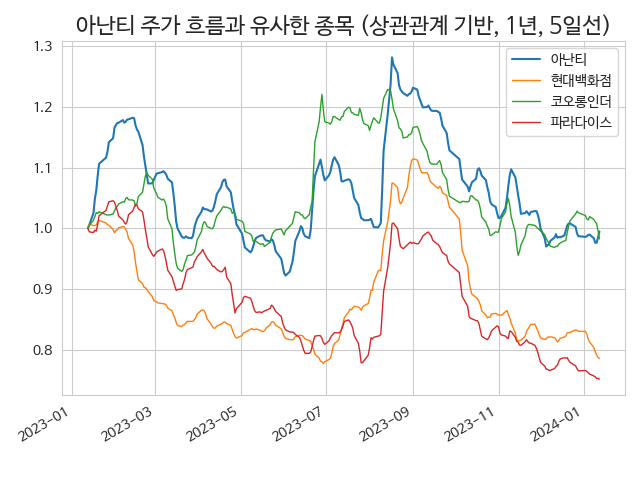 아난티 주가 흐름과 유사한 종목 (상관관계 기반, 1년, 5일선)
아난티
현대백화점
코오롱인더
파라다이스
1.3
1.2
1.1
1.0
0.9
0.8
2023-01
2023-03
2023-05
2023-07
2023-09
2023-11
2024-01